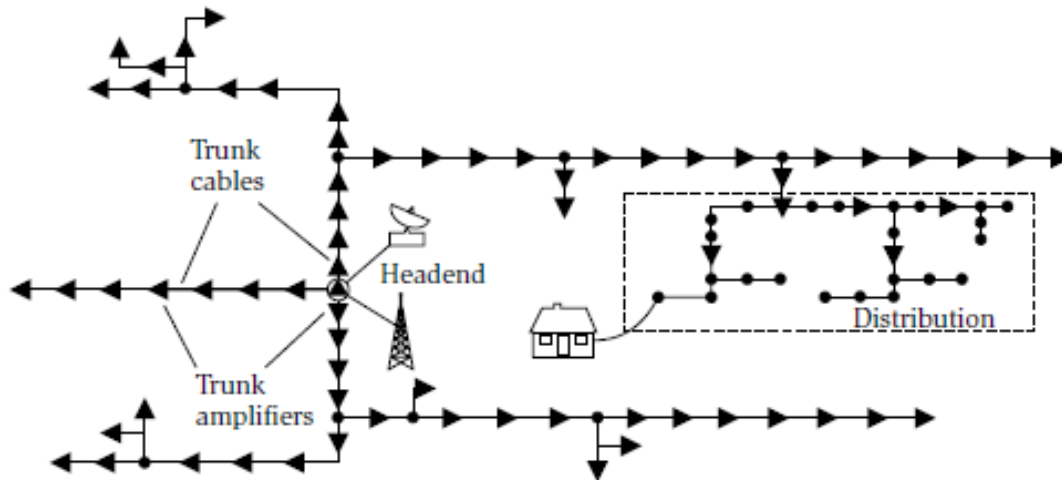 Trunk
cables
Headend
Distribution
Trunk
amplifiers